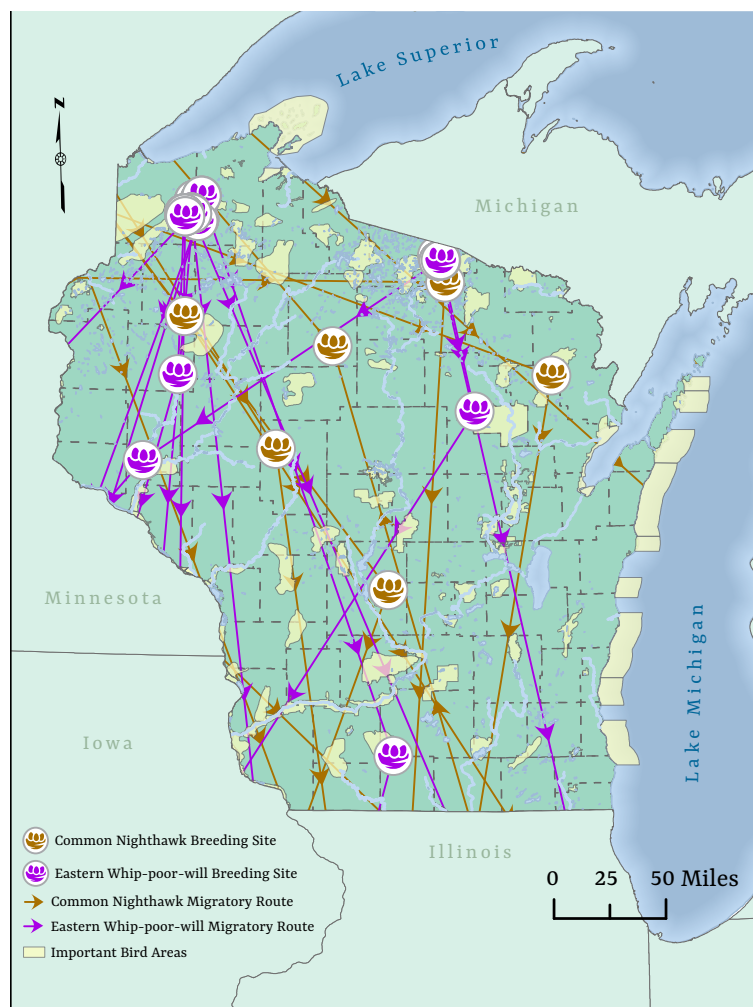 Lake Superior
N
Michigan
Minnesota
Lake Michigan
Iowa
Illinois
Common Nighthawk Breeding Site
Eastern Whip-poor-will Breeding Site
Common Nighthawk Migratory Route
Eastern Whip-poor-will Migratory Route
Important Bird Areas
0 25 50 Miles